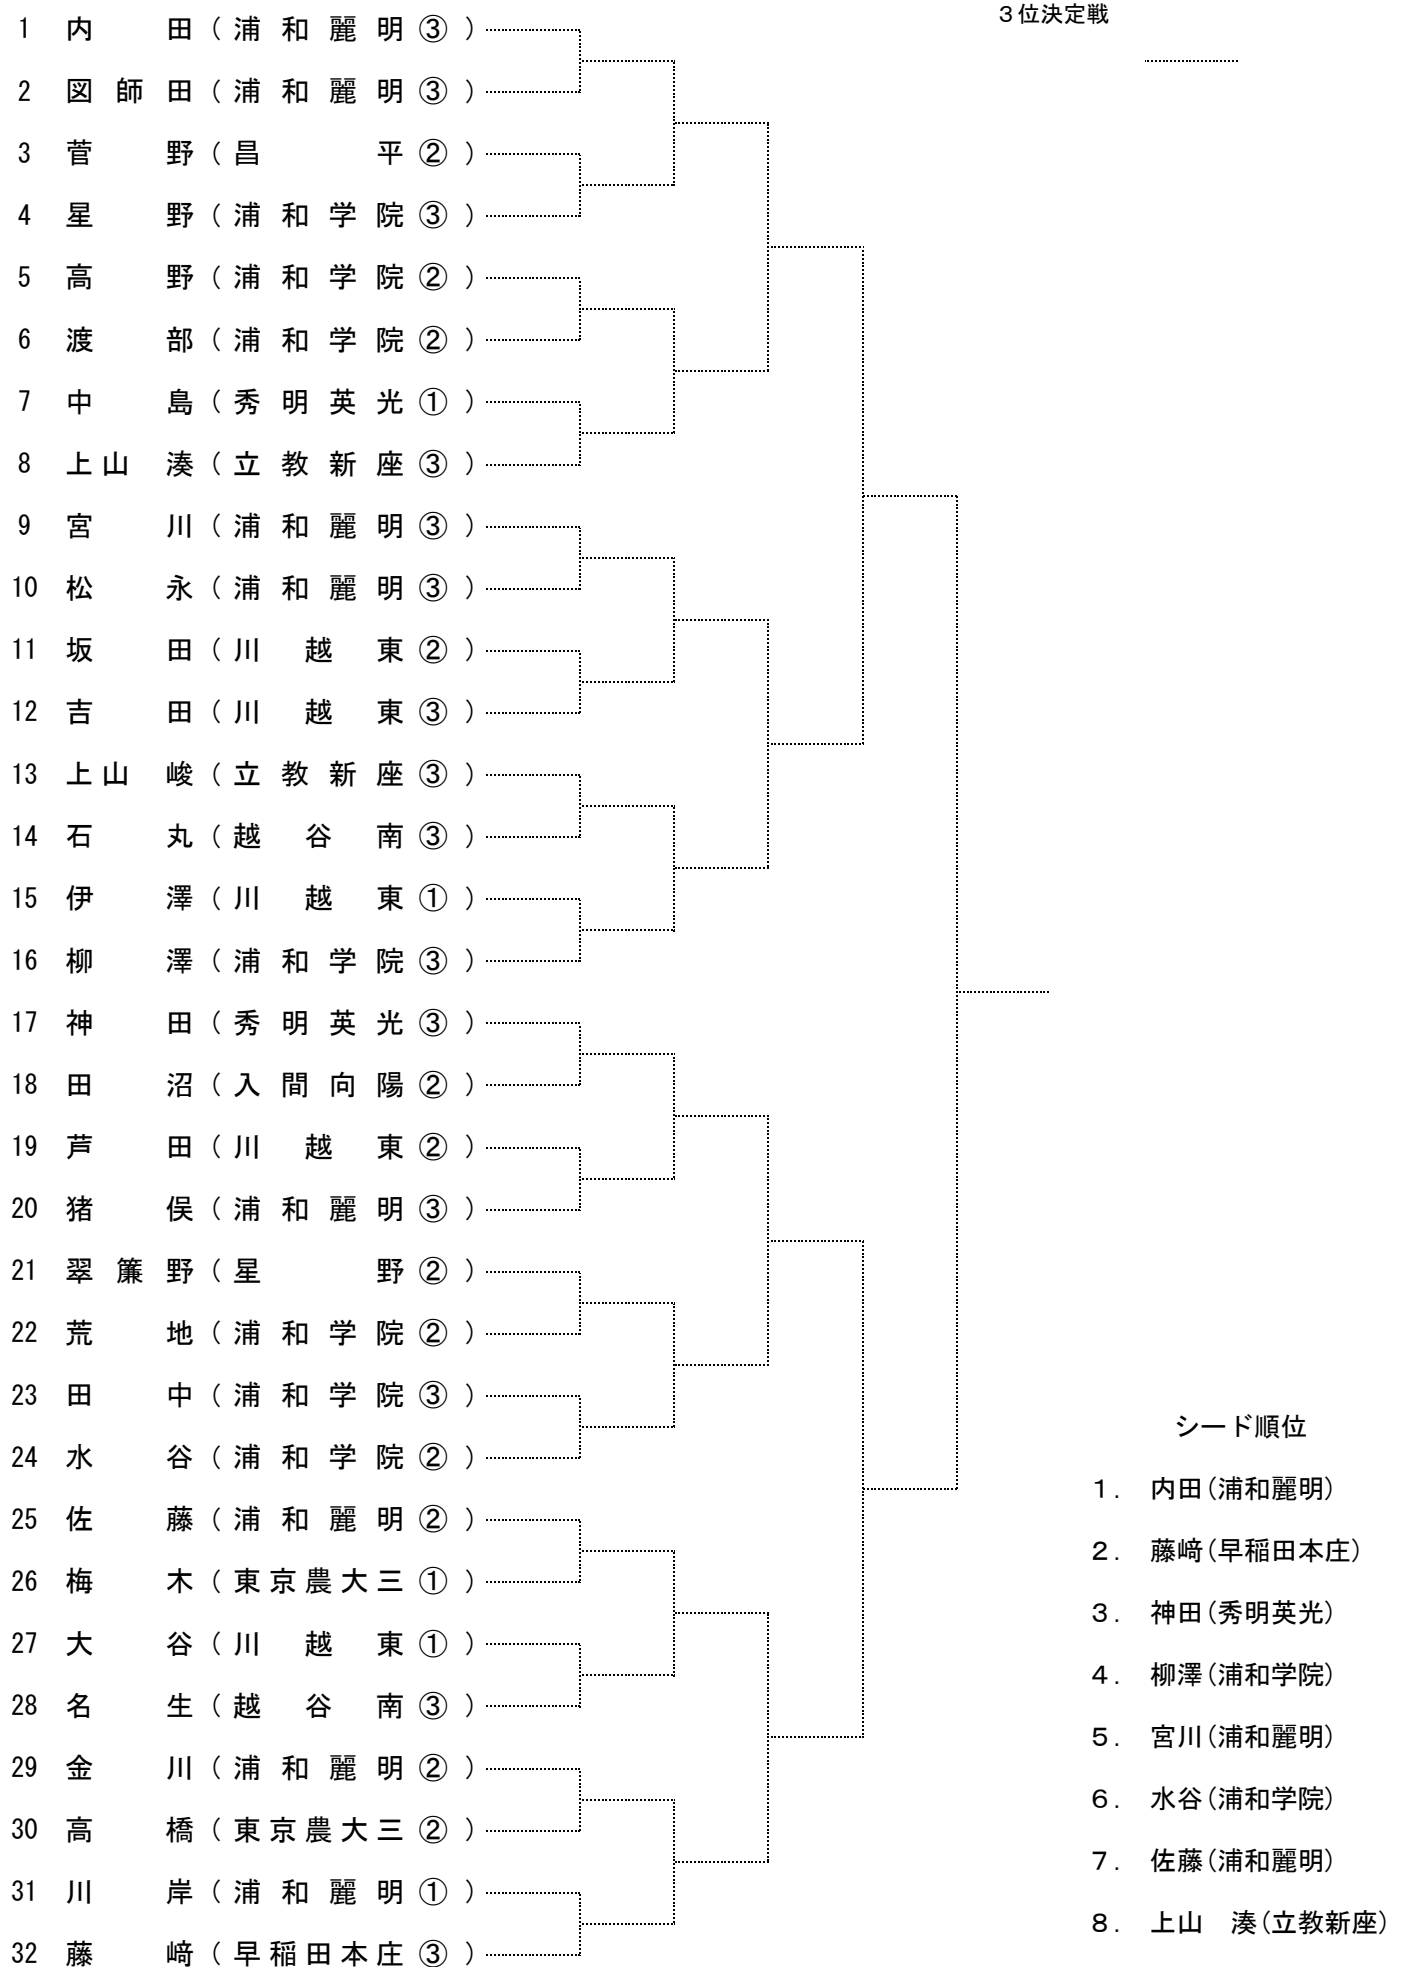 3位決定戦
1 内田(浦和麗明③)
2 図師田(浦和麗明③)
3 菅野(昌平②)
4 星野(浦和学院③)
5 高野(浦和学院②)
6 渡部(浦和学院②)
7 中島(秀明英光①)
8 上山 湊(立教新座③)
9 宮川(浦和麗明③)
10 松永(浦和麗明③)
11 坂田(川越東②)
12 吉田(川越東③)
13 上山 峻(立教新座③)
14 石丸(越谷南③)
15 伊澤(川越東①)
16 柳澤(浦和学院③)
17 神田(秀明英光③)
18 田沼(入間向陽②)
19 芦田(川越東②)
20 猪俣(浦和麗明③)
21 翠簾野(星野②)
22 荒地(浦和学院②)
23 田中(浦和学院③)
24 水谷(浦和学院②)
25 佐藤(浦和麗明②)
26 梅木(東京農大三①)
27 大谷(川越東①)
28 名生(越谷南③)
29 金川(浦和麗明②)
30 高橋(東京農大三②)
31 川岸(浦和麗明①)
32 藤﨑(早稲田本庄③)
シード順位
1. 内田(浦和麗明)
2. 藤﨑(早稲田本庄)
3. 神田(秀明英光)
4. 柳澤(浦和学院)
5. 宮川(浦和麗明)
6. 水谷(浦和学院)
7. 佐藤(浦和麗明)
8. 上山 湊(立教新座)